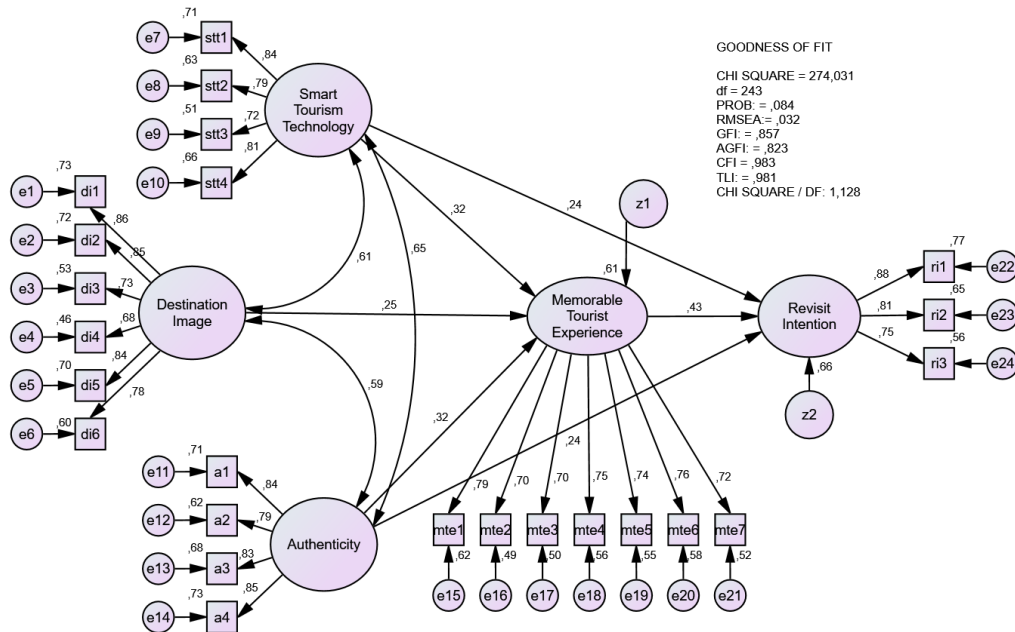 GOODNESS OF FIT
CHI SQUARE = 274,031
df = 243
PROB: = ,084
RMSEA:= ,032
GFI: = ,857
AGFI: = ,823
CFI: = ,983
TLI: = ,981
CHI SQUARE / DF: 1,128
,71
e7 stt1 ,84
,63
e8 stt2 ,79
,51
e9 stt3 ,72
,66
e10 stt4 ,81
Smart
Tourism
Technology
,73
e1 di1 ,86
,72
e2 di2 ,85
,53
e3 di3 ,73
,46
e4 di4 ,68
,70
e5 di5 ,84
,60
e6 di6 ,78
Destination
Image
,71
e11 a1 ,84
,62
e12 a2 ,79
,68
e13 a3 ,83
,73
e14 a4 ,85
Authenticity
,61
,65
,59
,24
,32
,25
,32
,24
,43
z1
,61
Memorable
Tourist
Experience
,79 ,70 ,70 ,75 ,74 ,76 ,72
mte1 mte2 mte3 mte4 mte5 mte6 mte7
,62 ,49 ,50 ,56 ,55 ,58 ,52
e15 e16 e17 e18 e19 e20 e21
Revisit
Intention
,66
z2
,77
,88 ri1 e22
,65
,81 ri2 e23
,56
,75 ri3 e24